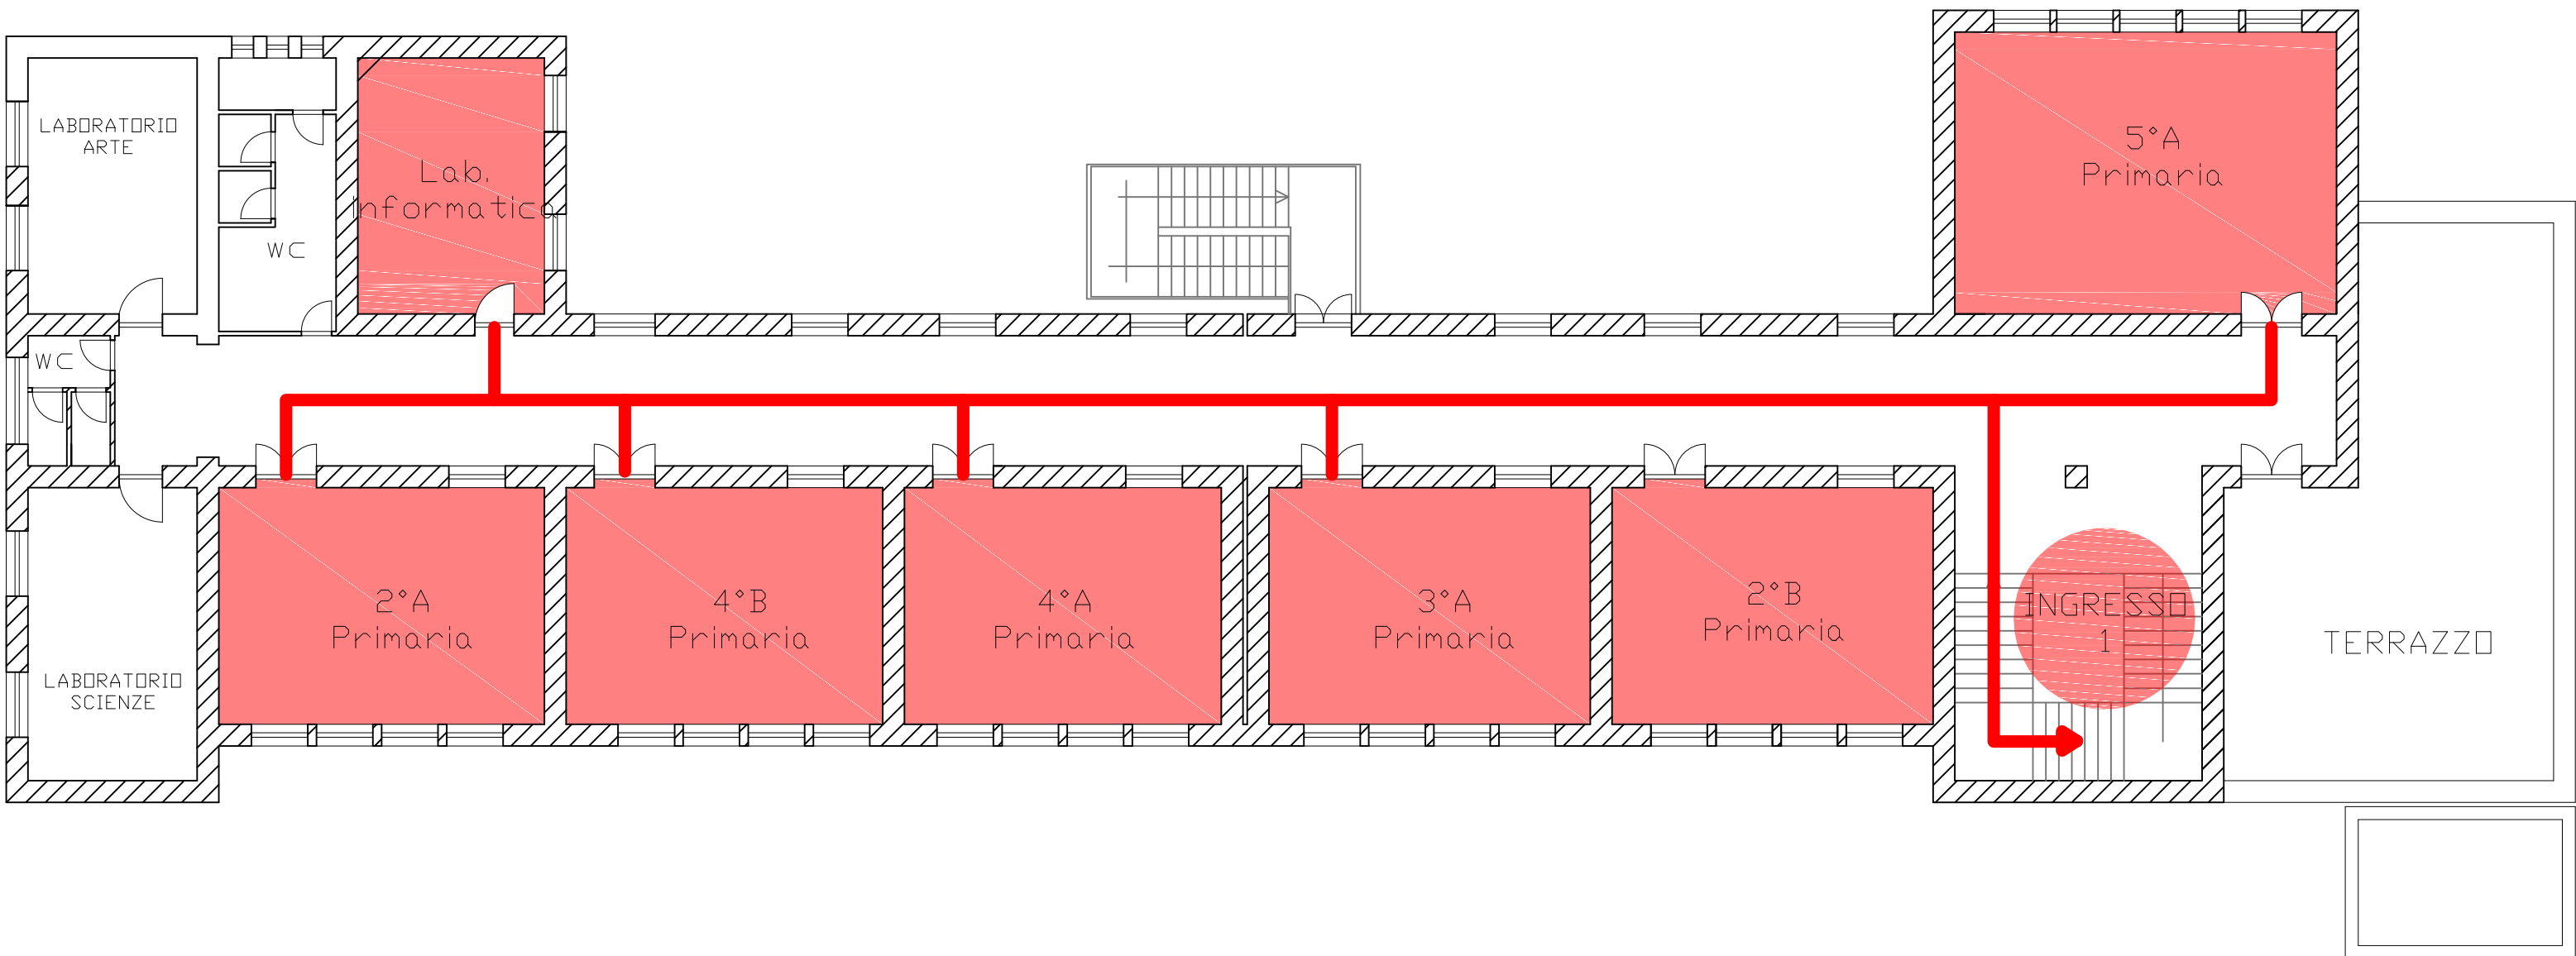 LABORATORIO
ARTE
WC
Lab.
Informatica
5°A
Primaria
WC
LABORATORIO
SCIENZE
2°A
Primaria
4°B
Primaria
4°A
Primaria
3°A
Primaria
2°B
Primaria
INGRESSO
1
TERRAZZO